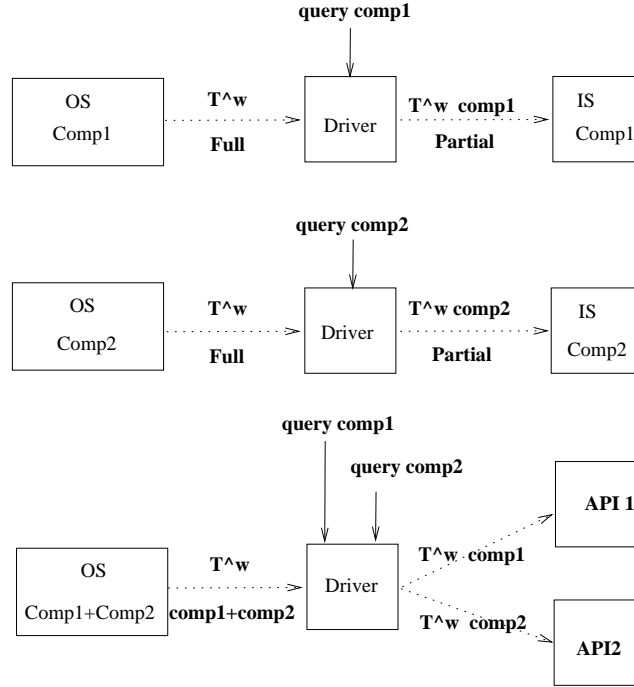 query comp1
OS
Comp1
T^w
Full
Driver
T^w comp1
Partial
IS
Comp1
query comp2
OS
Comp2
T^w
Full
Driver
T^w comp2
Partial
IS
Comp2
query comp1
query comp2
OS
Comp1+Comp2
T^w
comp1+comp2
Driver
T^w comp1
T^w comp2
API 1
API2